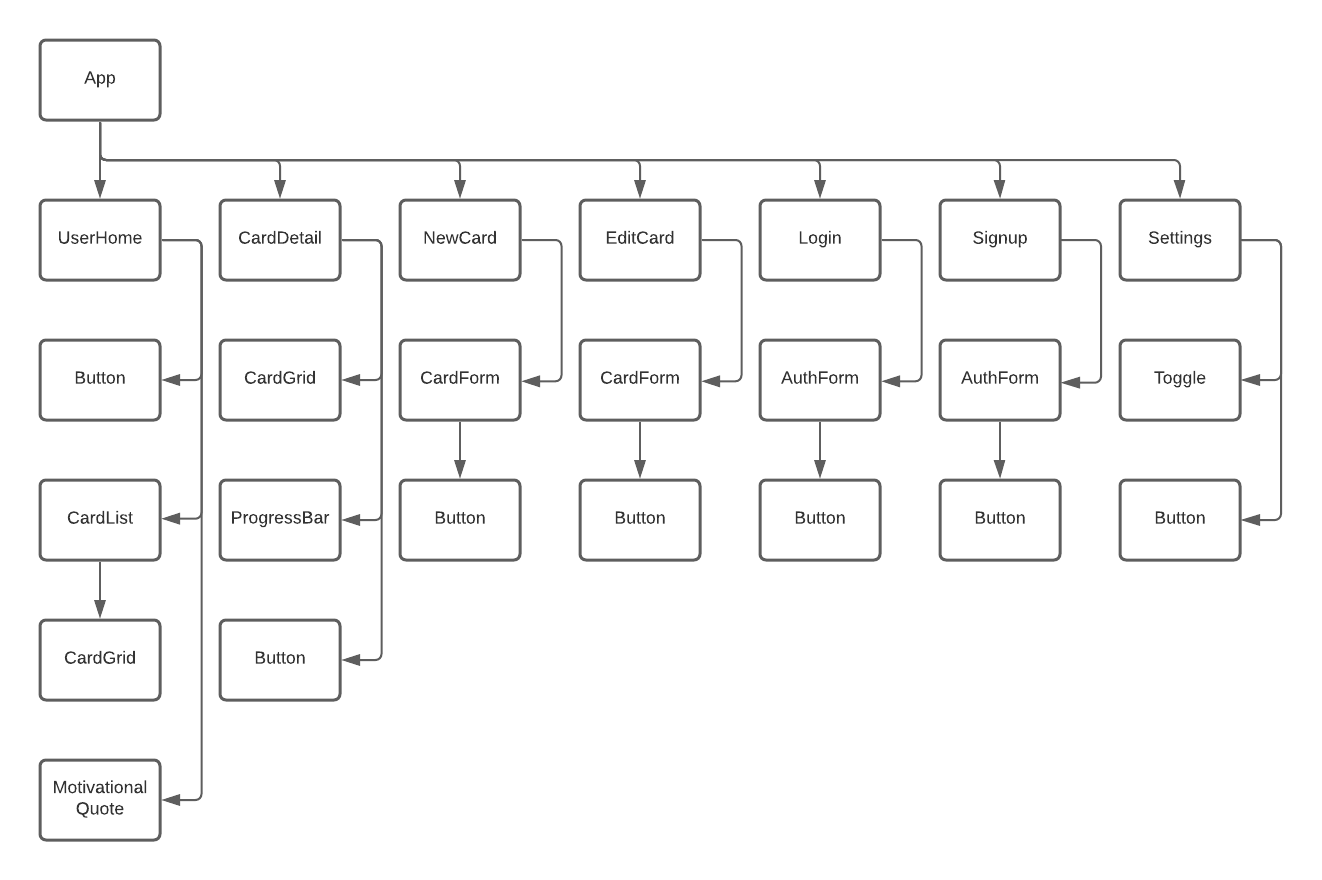 App
UserHome
CardDetail
NewCard
EditCard
Login
Signup
Settings
Button
CardGrid
CardForm
CardForm
AuthForm
AuthForm
Toggle
CardList
ProgressBar
Button
Button
Button
Button
Button
CardGrid
Button
Motivational
Quote